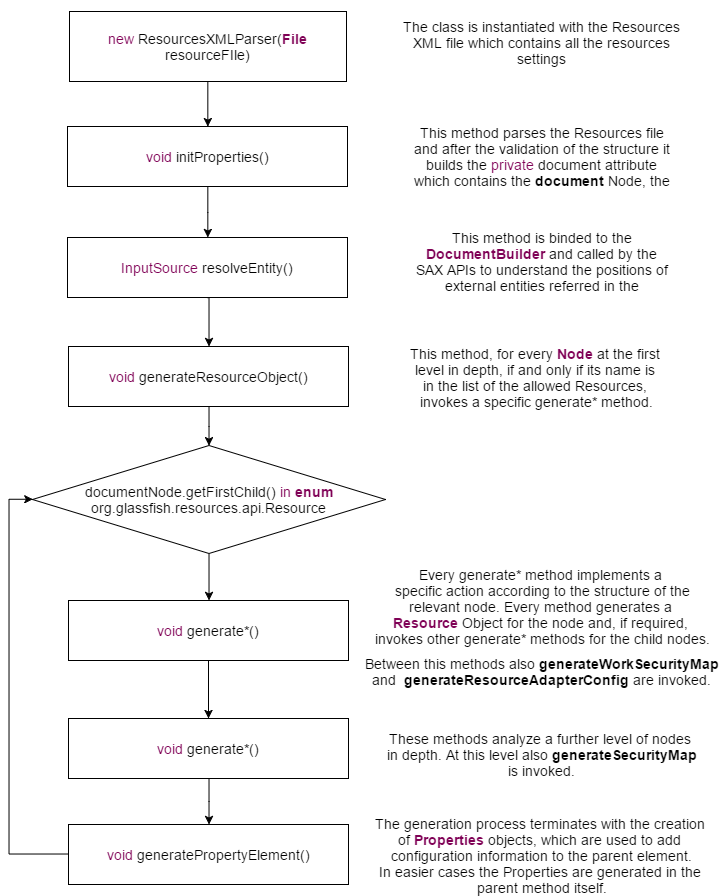 new ResourcesXMLParser(File
resourceFIle)
The class is instantiated with the Resources
XML file which contains all the resources
settings
void initProperties()
This method parses the Resources file
and after the validation of the structure it
builds the private document attribute
which contains the document Node, the
InputSource resolveEntity()
This method is binded to the
DocumentBuilder and called by the
SAX APIs to understand the positions of
external entities referred in the
void generateResourceObject()
This method, for every Node at the first
level in depth, if and only if its name is
in the list of the allowed Resources,
invokes a specific generate* method.
documentNode.getFirstChild() in enum
org.glassfish.resources.api.Resource
void generate*()
Every generate* method implements a
specific action according to the structure of the
relevant node. Every method generates a
Resource Object for the node and, if required,
invokes other generate* methods for the child nodes.
Between this methods also generateWorkSecurityMap
and generateResourceAdapterConfig are invoked.
void generate*()
These methods analyze a further level of nodes
in depth. At this level also generateSecurityMap
is invoked.
void generatePropertyElement()
The generation process terminates with the creation
of Properties objects, which are used to add
configuration information to the parent element.
In easier cases the Properties are generated in the
parent method itself.